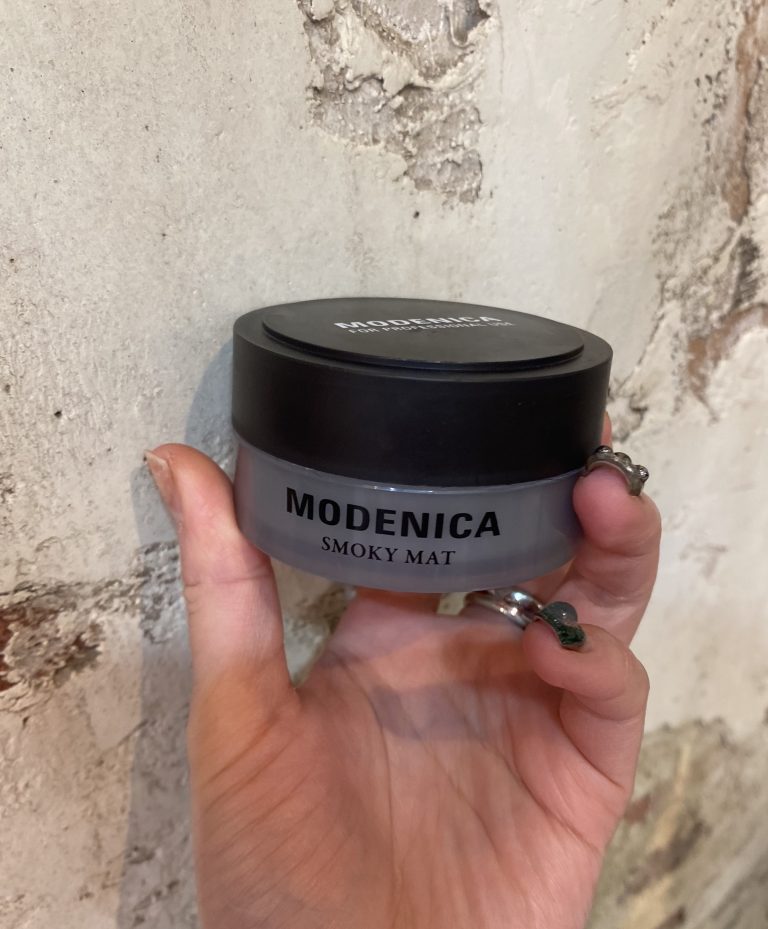 MODENICA
FOR PROFESSIONAL USE
MODENICA
SMOKY MAT